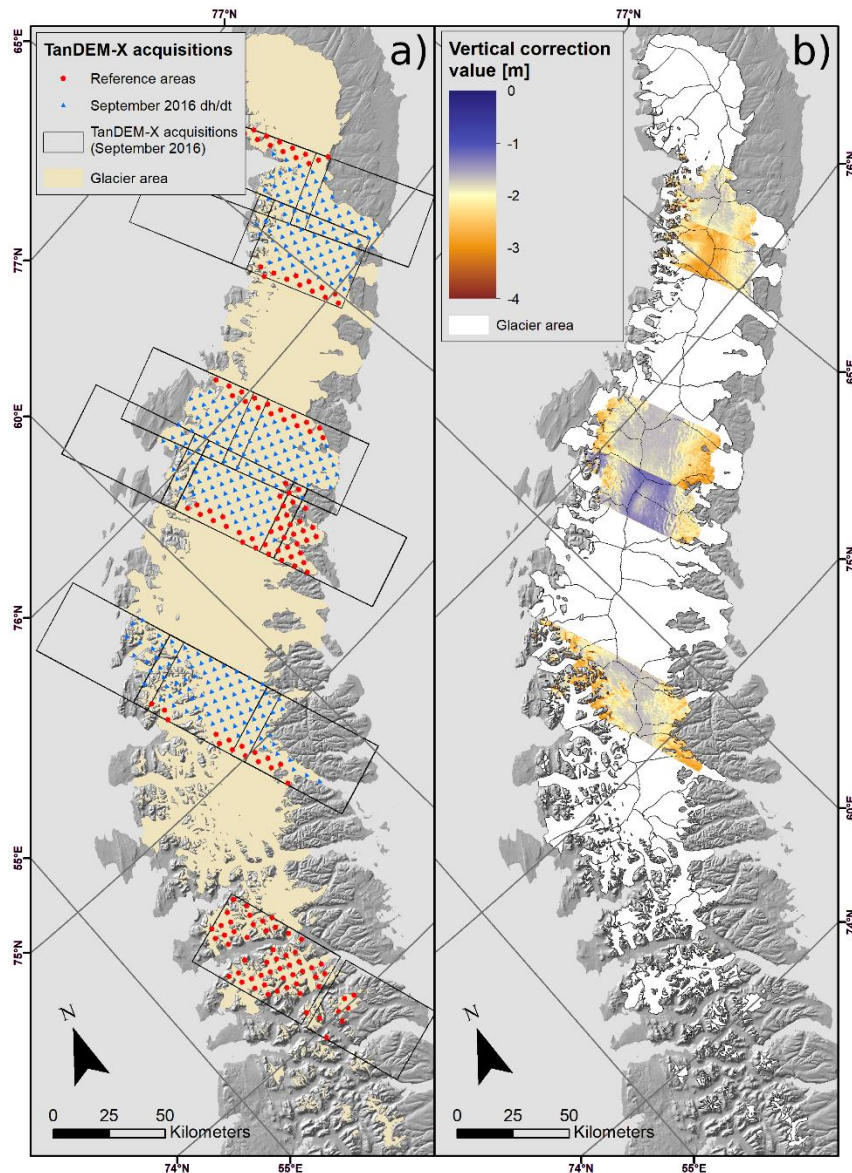 77°N
65°E
a)
TanDEM-X acquisitions
Reference areas
September 2016 dh/dt
TanDEM-X acquisitions
(September 2016)
Glacier area
77°N
60°E
76°N
55°E
75°N
N
0 25 50
Kilometers
74°N
55°E
77°N
b)
Vertical correction
value [m]
0
-1
-2
-3
-4
Glacier area
76°N
65°E
76°N
60°E
74°N
N
0 25 50
Kilometers
74°N
55°E